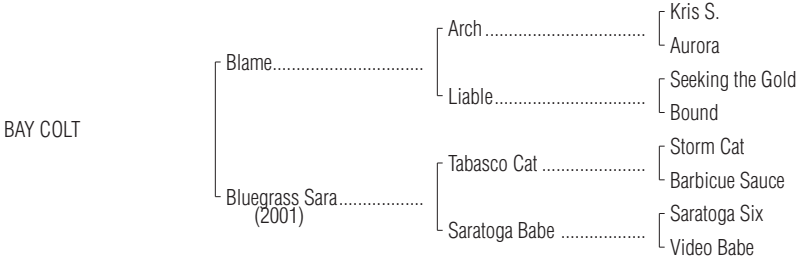 Kris S.
Arch
Aurora
Blame
Seeking the Gold
Liable
Bound
BAY COLT
Storm Cat
Tabasco Cat
Barbicue Sauce
Bluegrass Sara
(2001)
Saratoga Six
Saratoga Babe
Video Babe